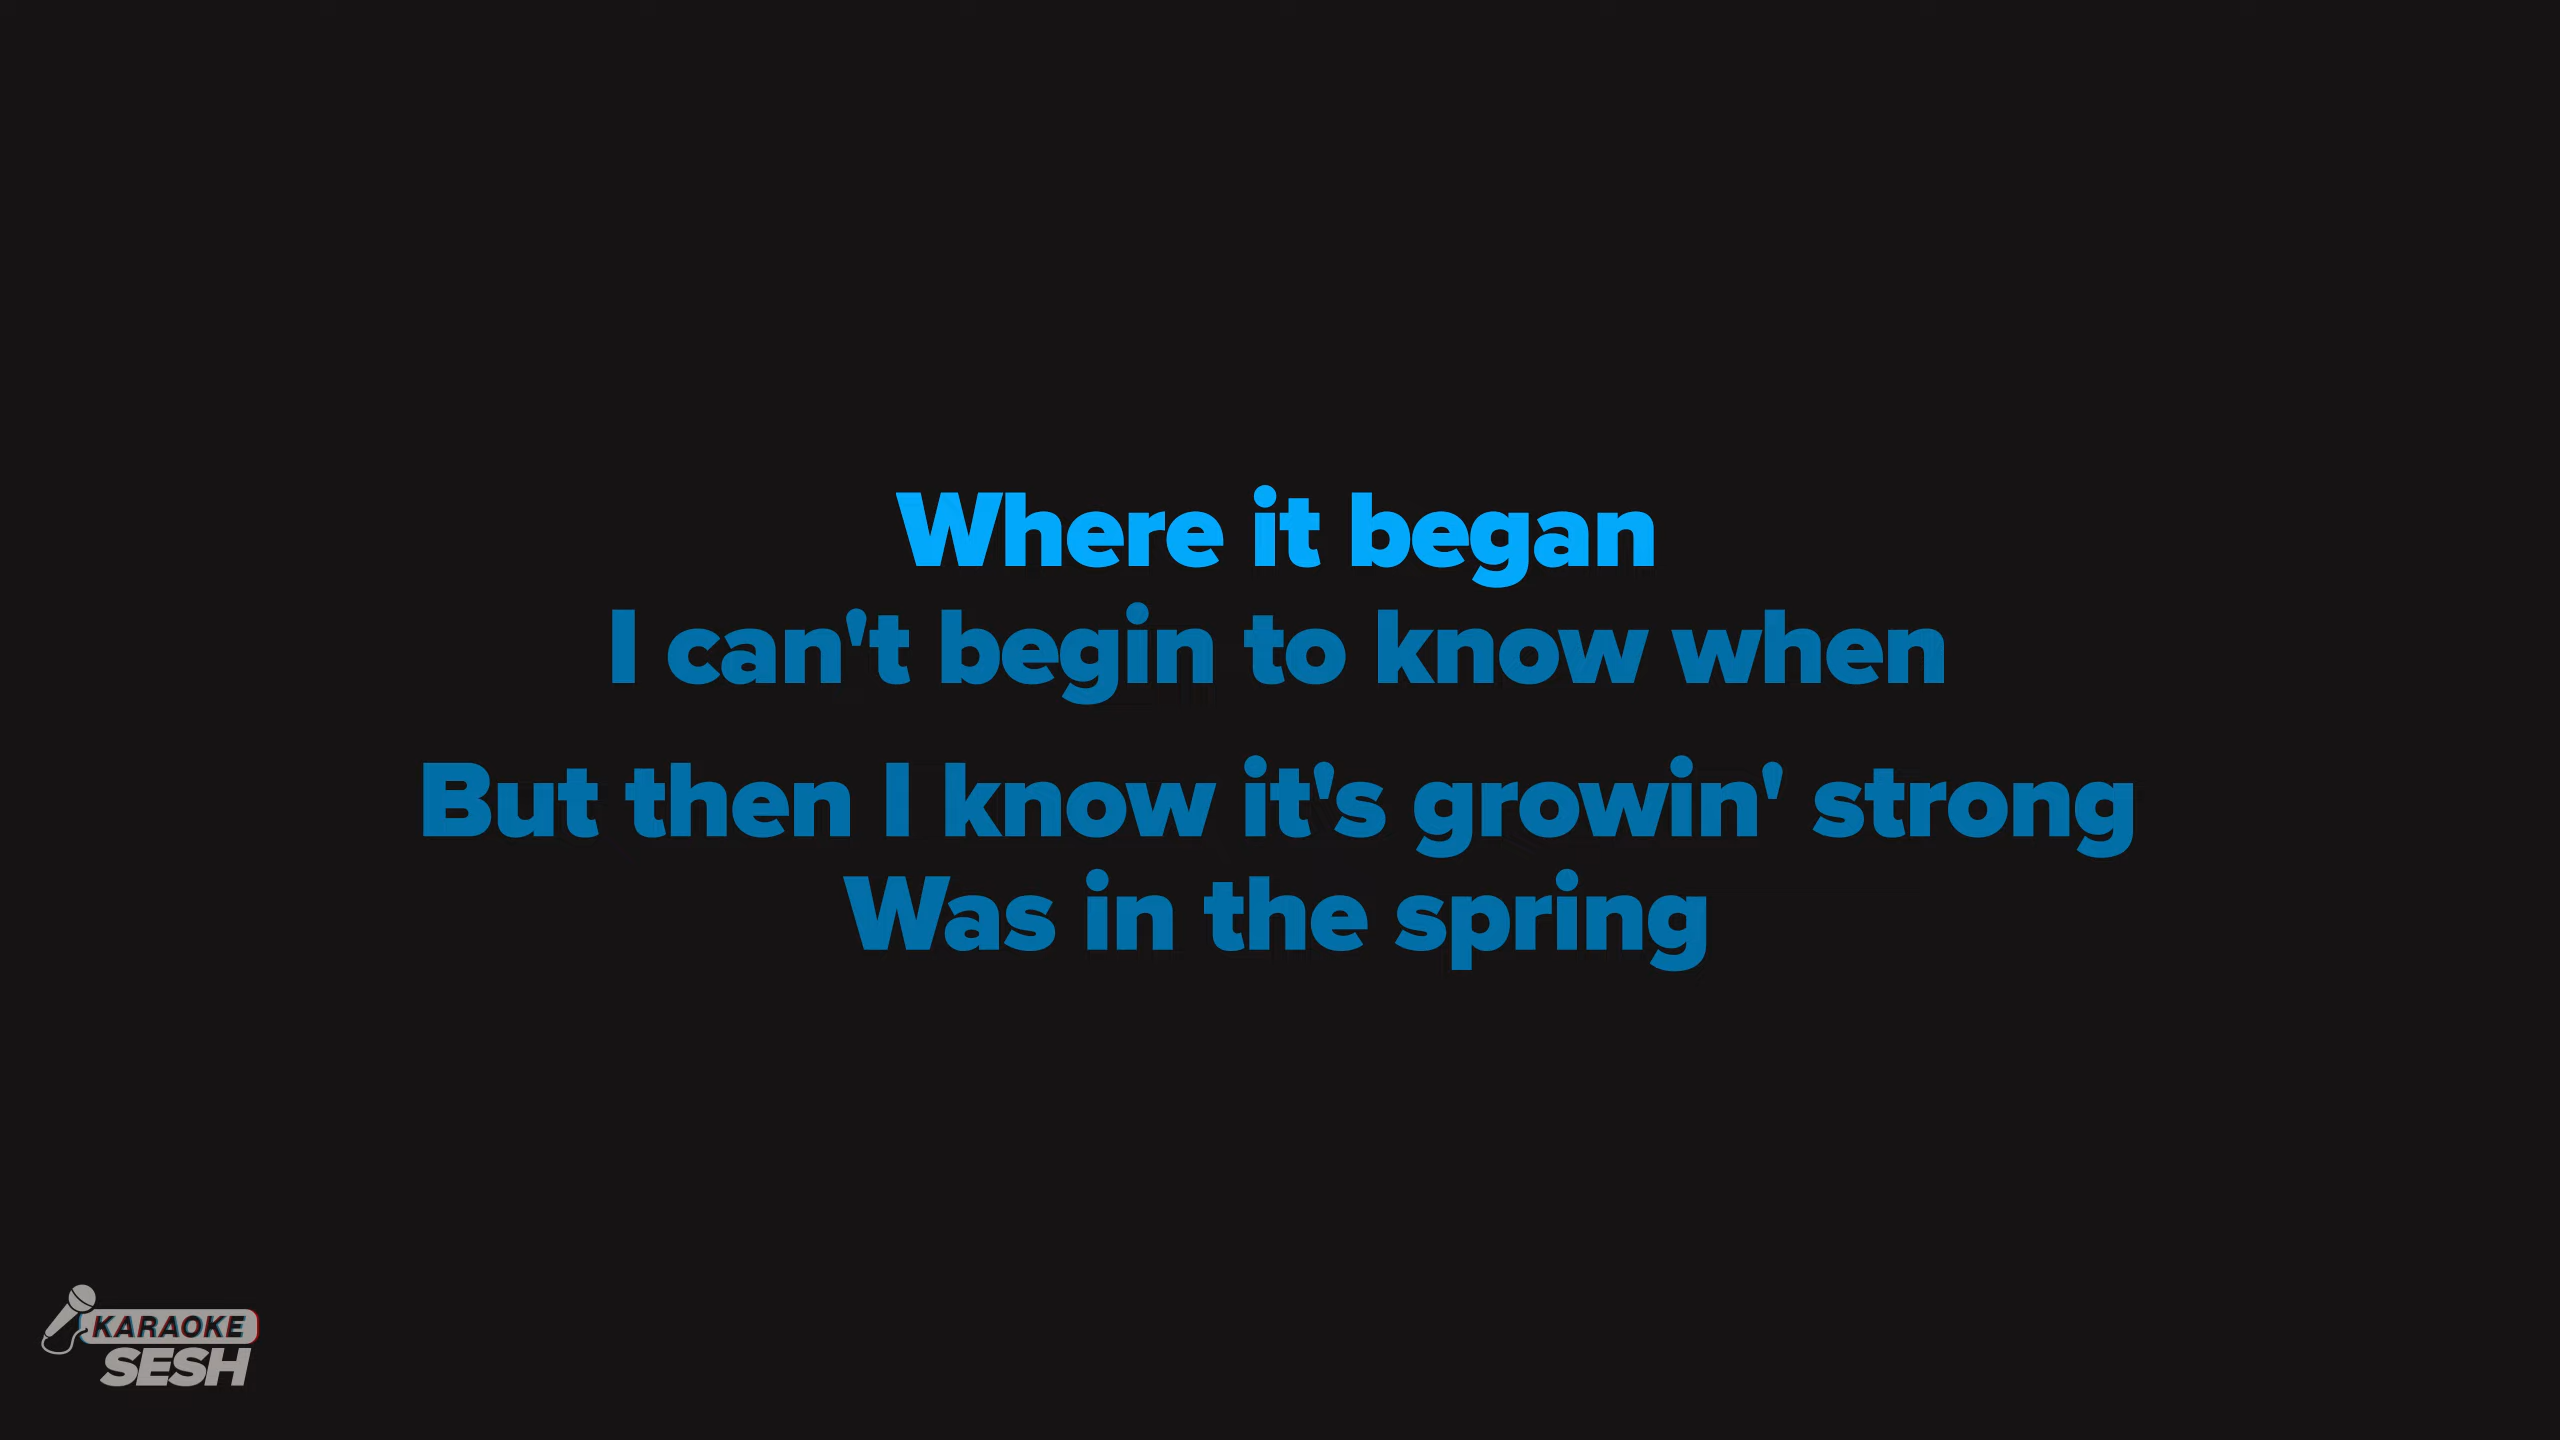 Where it began
I can't begin to know when
But then I know it's growin' strong
Was in the spring
KARAOKE
SESH